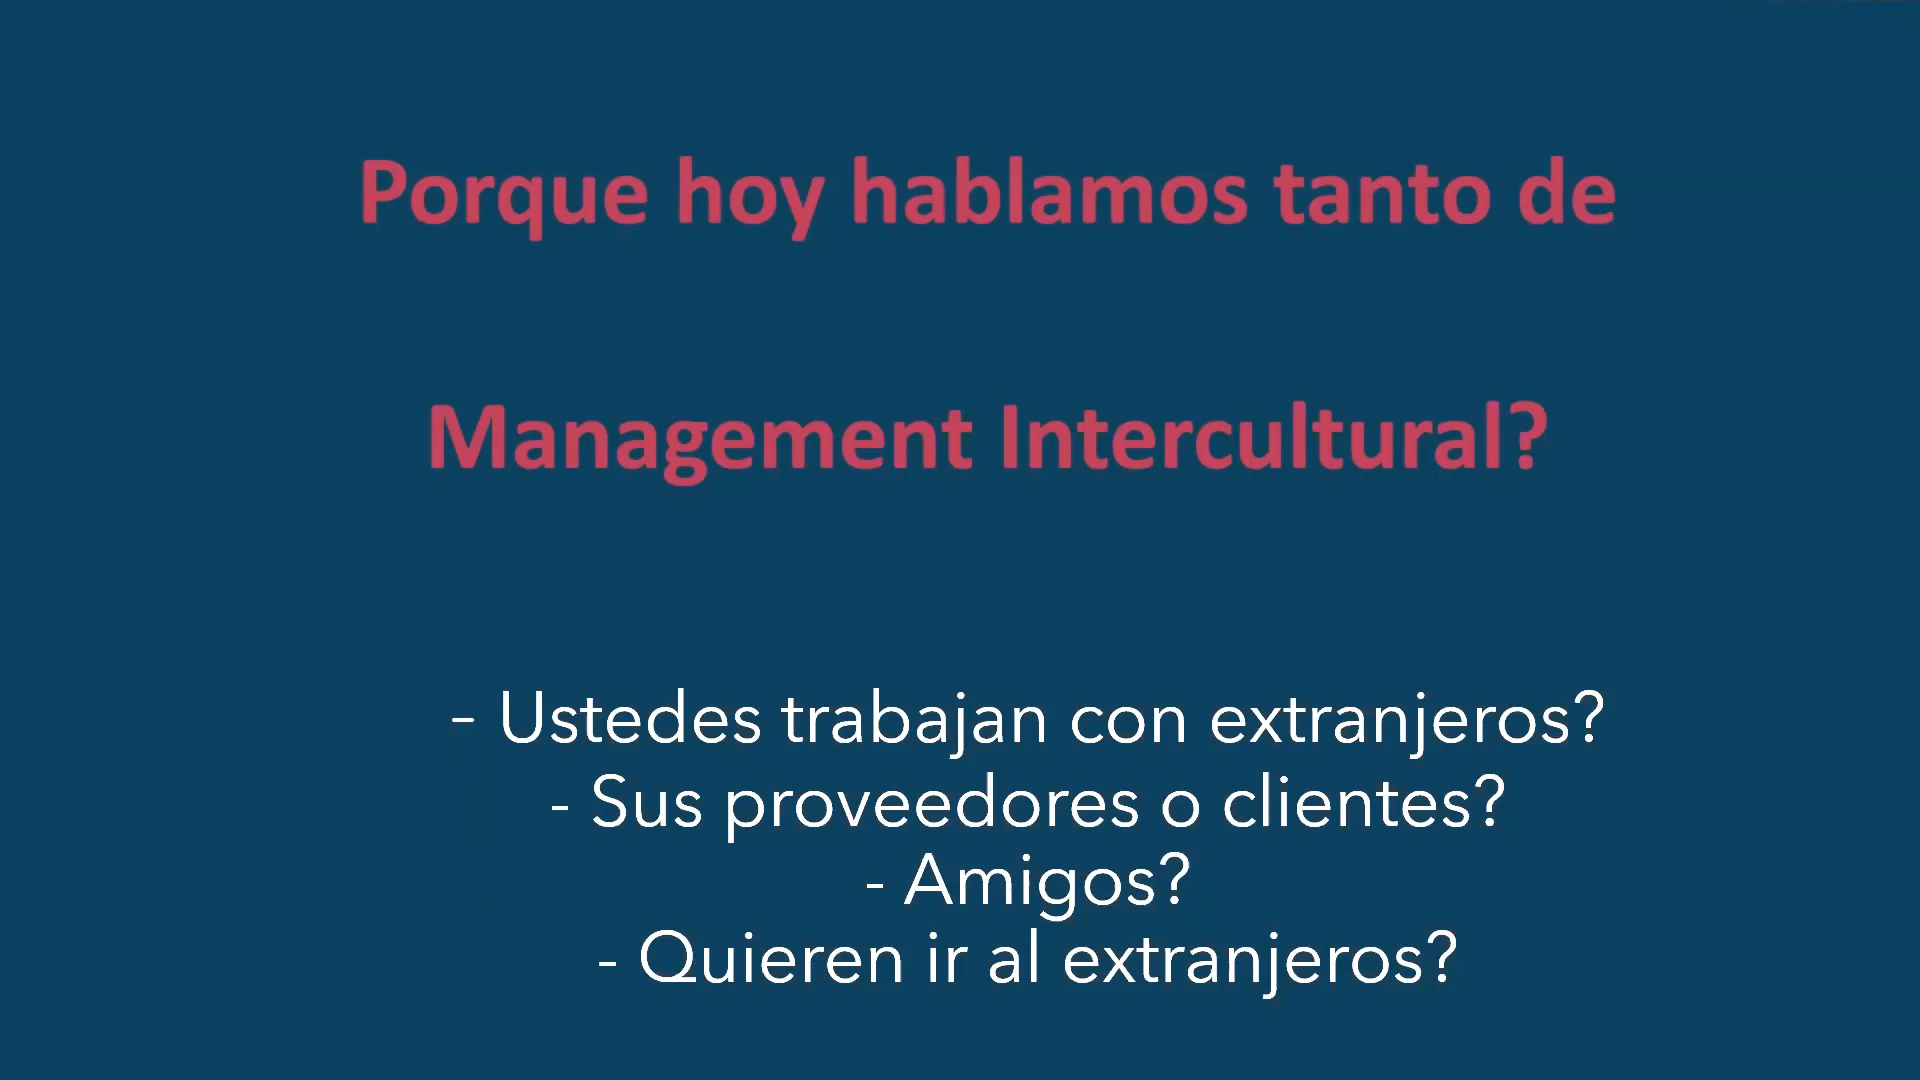 Porque hoy hablamos tanto de
Management Intercultural?
- Ustedes trabajan con extranjeros?
- Sus proveedores o clientes?
- Amigos?
- Quieren ir al extranjeros?